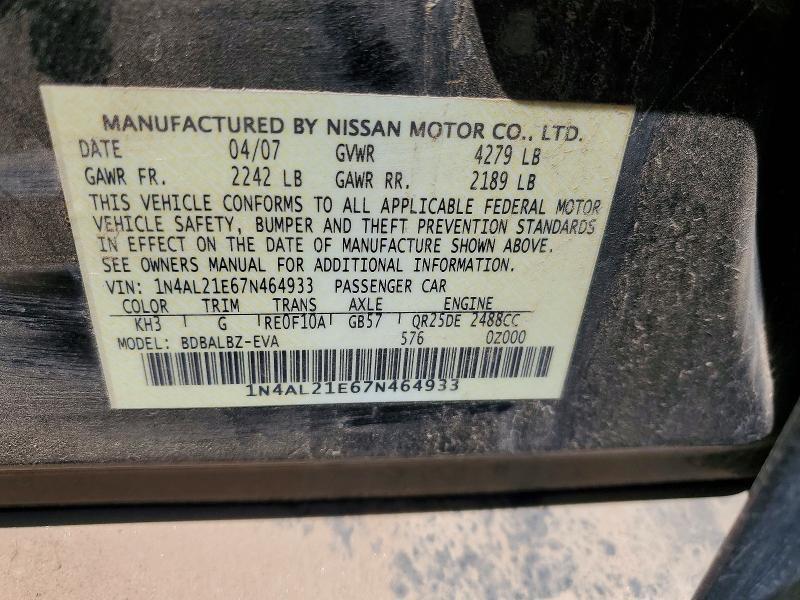 MANUFACTURED BY NISSAN MOTOR CO., LTD.
DATE 04/07 GVWR 4279 LB
GAWR FR. 2242 LB GAWR RR. 2189 LB
THIS VEHICLE CONFORMS TO ALL APPLICABLE FEDERAL MOTOR
VEHICLE SAFETY, BUMPER AND THEFT PREVENTION STANDARDS
IN EFFECT ON THE DATE OF MANUFACTURE SHOWN ABOVE.
SEE OWNERS MANUAL FOR ADDITIONAL INFORMATION.
VIN: 1N4AL21E67N464933 PASSENGER CAR
COLOR TRIM TRANS AXLE ENGINE
KH3 G RE0F10A GB57 QR25DE 2488CC
MODEL: BDBALBZ-EVA 576 0Z000
1N4AL21E67N464933